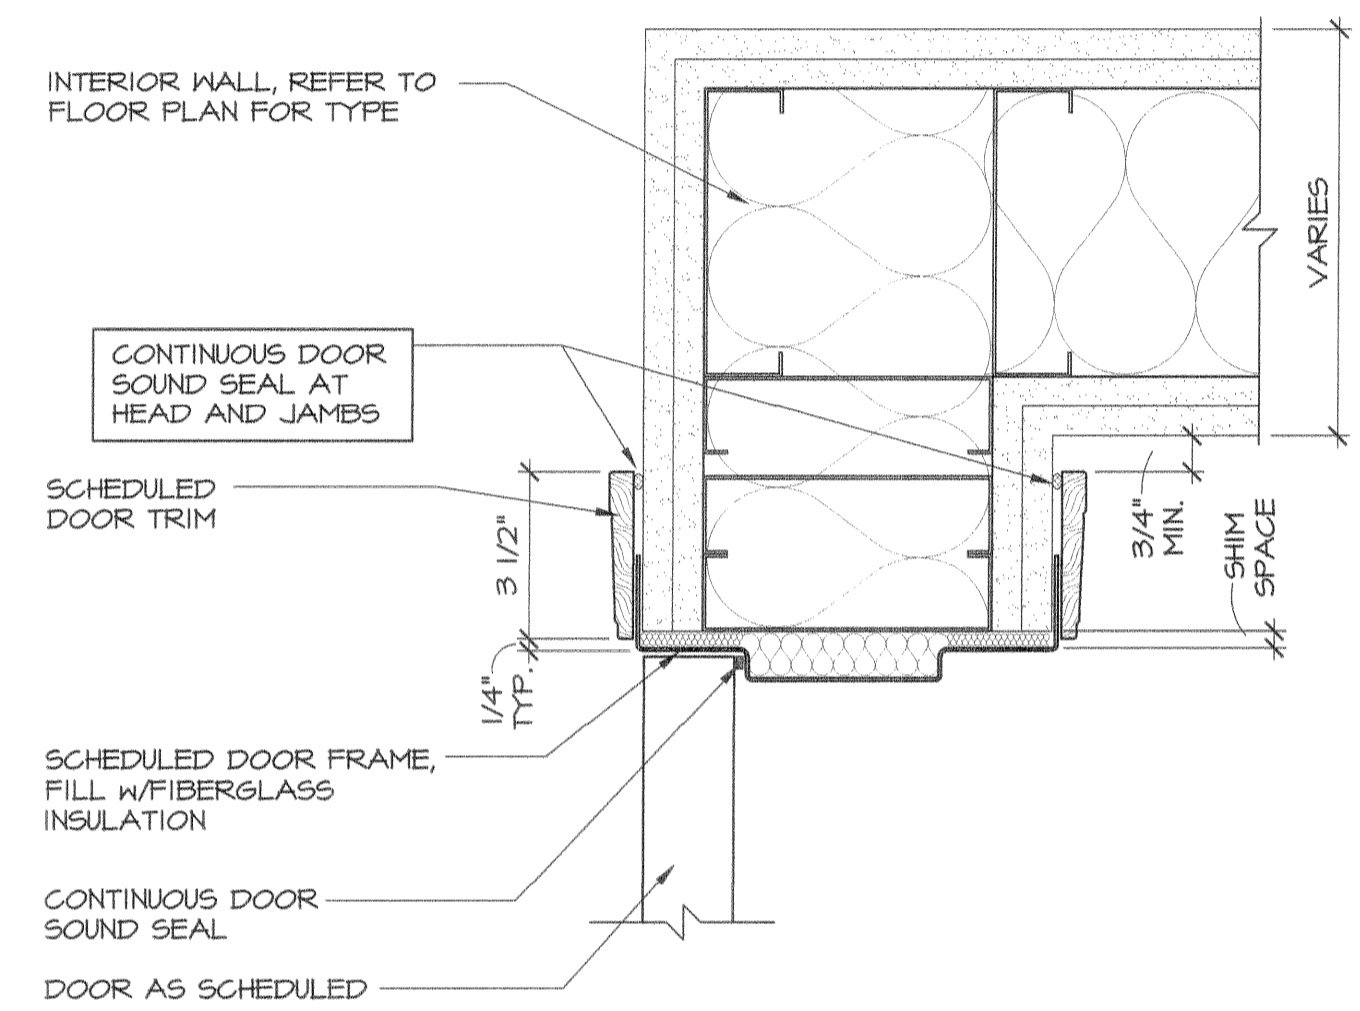 INTERIOR WALL, REFER TO
FLOOR PLAN FOR TYPE
VARIES
CONTINUOUS DOOR
SOUND SEAL AT
HEAD AND JAMBS
SCHEDULED
DOOR TRIM
3 1/2"
3/4"
MIN.
SHIM
SPACE
1/4"
TYP.
SCHEDULED DOOR FRAME,
FILL W/FIBERGLASS
INSULATION
CONTINUOUS DOOR
SOUND SEAL
DOOR AS SCHEDULED